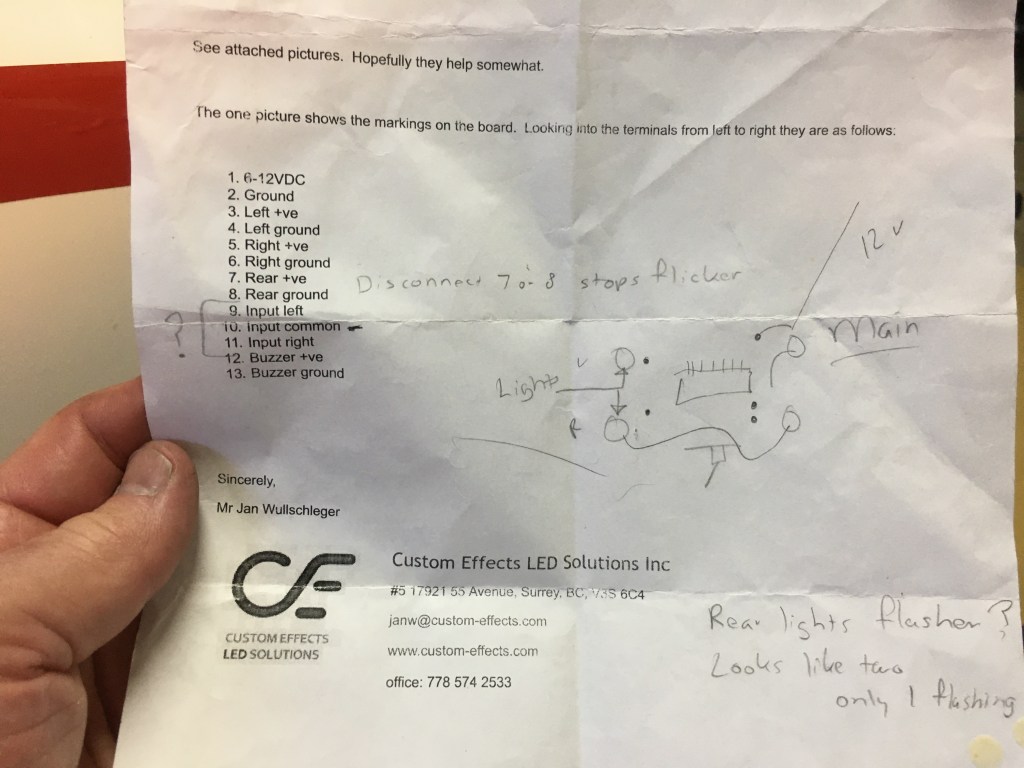 See attached pictures. Hopefully they help somewhat.
The one picture shows the markings on the board. Looking into the terminals from left to right they are as follows:
1. 6-12VDC
2. Ground
3. Left +ve
4. Left ground
5. Right +ve
6. Right ground
7. Rear +ve
8. Rear ground
Disconnect 7 or 8 stops flicker
9. Input left
10. Input common
11. Input right
12. Buzzer +ve
13. Buzzer ground
?
12 v
Main
Lights
R
Sincerely,
Mr Jan Wullschleger
CE
CUSTOM EFFECTS
LED SOLUTIONS
Custom Effects LED Solutions Inc
#5 17921 55 Avenue, Surrey, BC, V3S 6C4
janw@custom-effects.com
www.custom-effects.com
office: 778 574 2533
Rear lights flasher ?
Looks like two
only 1 flashing